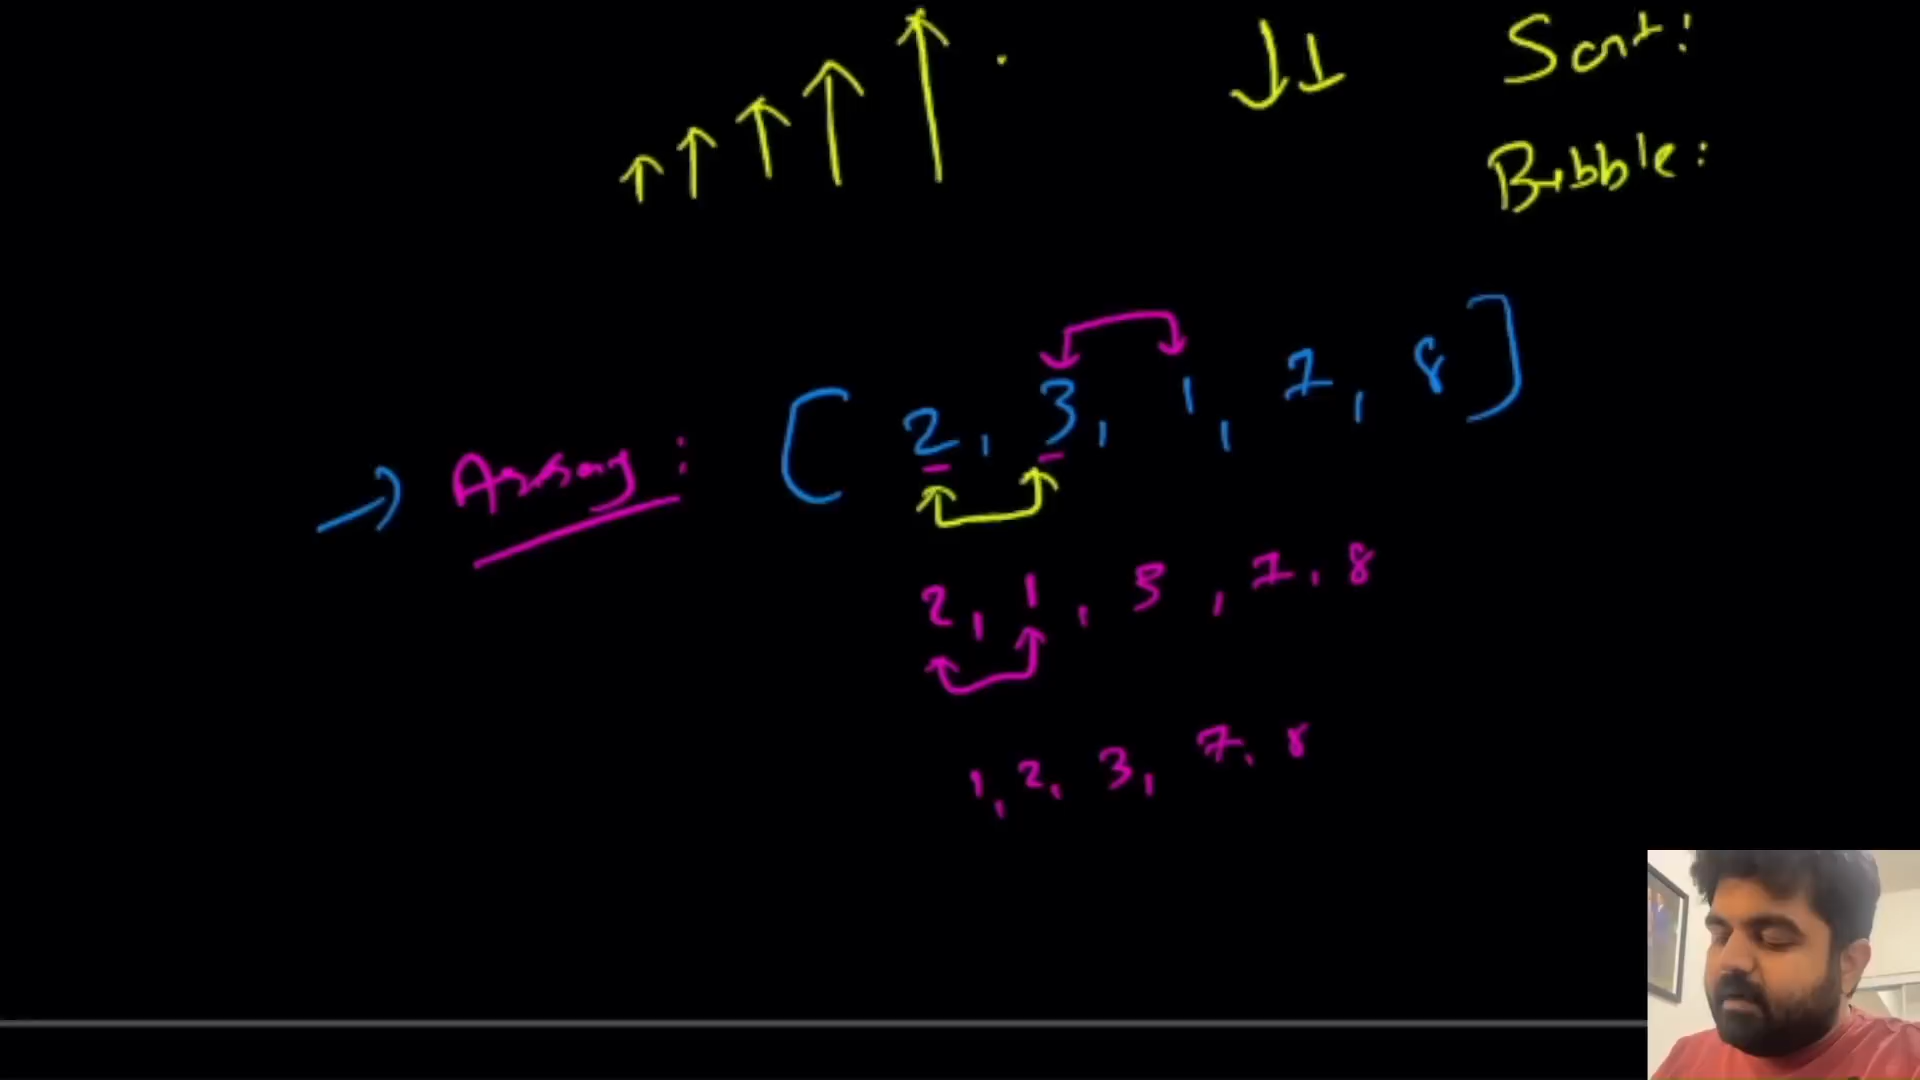 Sort:
Bubble:
Array: [ 2, 3, 1, 7, 8 ]
2, 1, 3, 7, 8
1, 2, 3, 7, 8